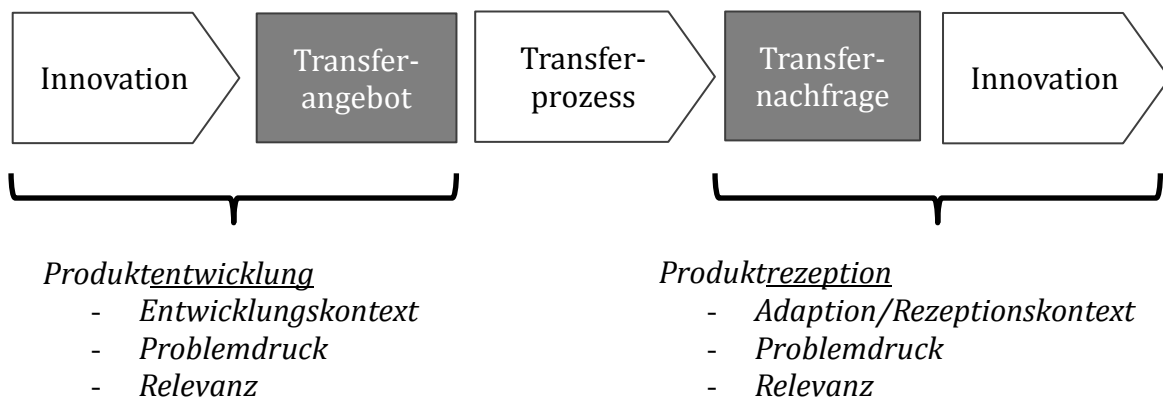 Innovation
Transfer-
angebot
Transfer-
prozess
Transfer-
nachfrage
Innovation
Produktentwicklung
- Entwicklungskontext
- Problemdruck
- Relevanz
Produktrezeption
- Adaption/Rezeptionskontext
- Problemdruck
- Relevanz